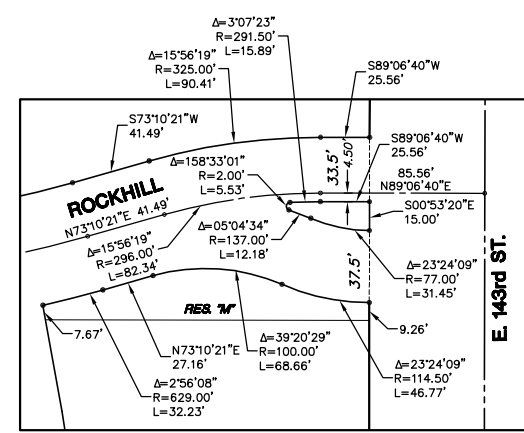 Δ=3°07'23"
R=291.50'
L=15.89'
Δ=15°56'19"
R=325.00'
L=90.41'
S89°06'40"W
25.56'
S73°10'21"W
41.49'
Δ=158°33'01"
R=2.00'
L=5.53'
33.5'
4.50'
S89°06'40"W
25.56'
85.56'
N89°06'40"E
S00°53'20"E
15.00'
ROCKHILL
N73°10'21"E 41.49'
Δ=15°56'19"
R=296.00'
L=82.34'
Δ=05°04'34"
R=137.00'
L=12.18'
37.5'
Δ=23°24'09"
R=77.00'
L=31.45'
E. 143rd ST.
RES. "M"
7.67'
9.26'
N73°10'21"E
27.16'
Δ=39°20'29"
R=100.00'
L=68.66'
Δ=23°24'09"
R=114.50'
L=46.77'
Δ=2°56'08"
R=629.00'
L=32.23'